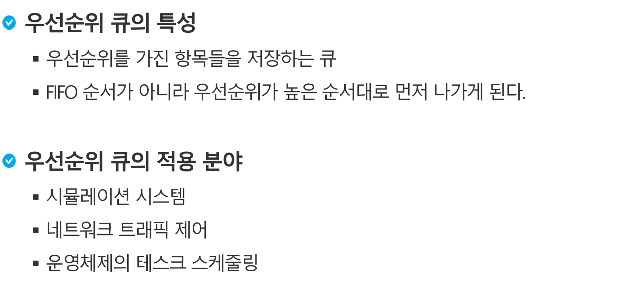 우선순위 큐의 특성
우선순위를 가진 항목들을 저장하는 큐
FIFO 순서가 아니라 우선순위가 높은 순서대로 먼저 나가게 된다.
우선순위 큐의 적용 분야
시뮬레이션 시스템
네트워크 트래픽 제어
운영체제의 테스크 스케줄링